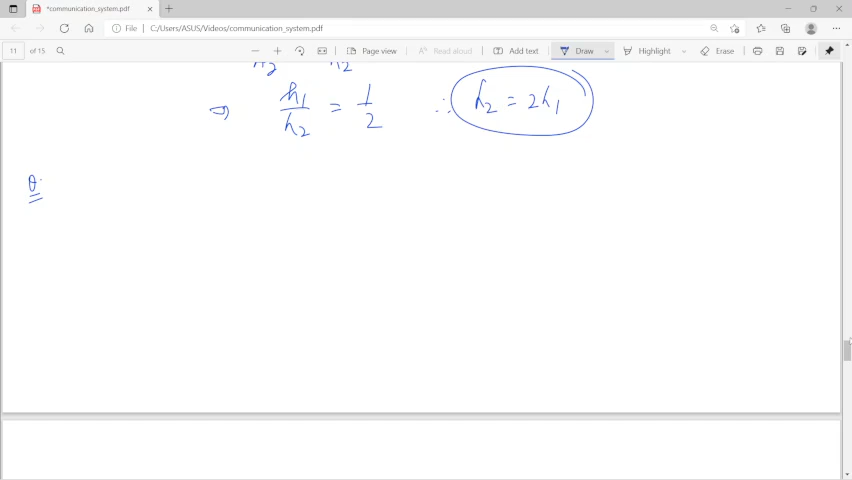 *communication_system.pdf
File C:/Users/ASUS/Videos/communication_system.pdf
11 of 15 Page view Read aloud Add text Draw Highlight Erase
⇒ h₁/h₂ = 1/2 ∴ h₂ = 2h₁
θ